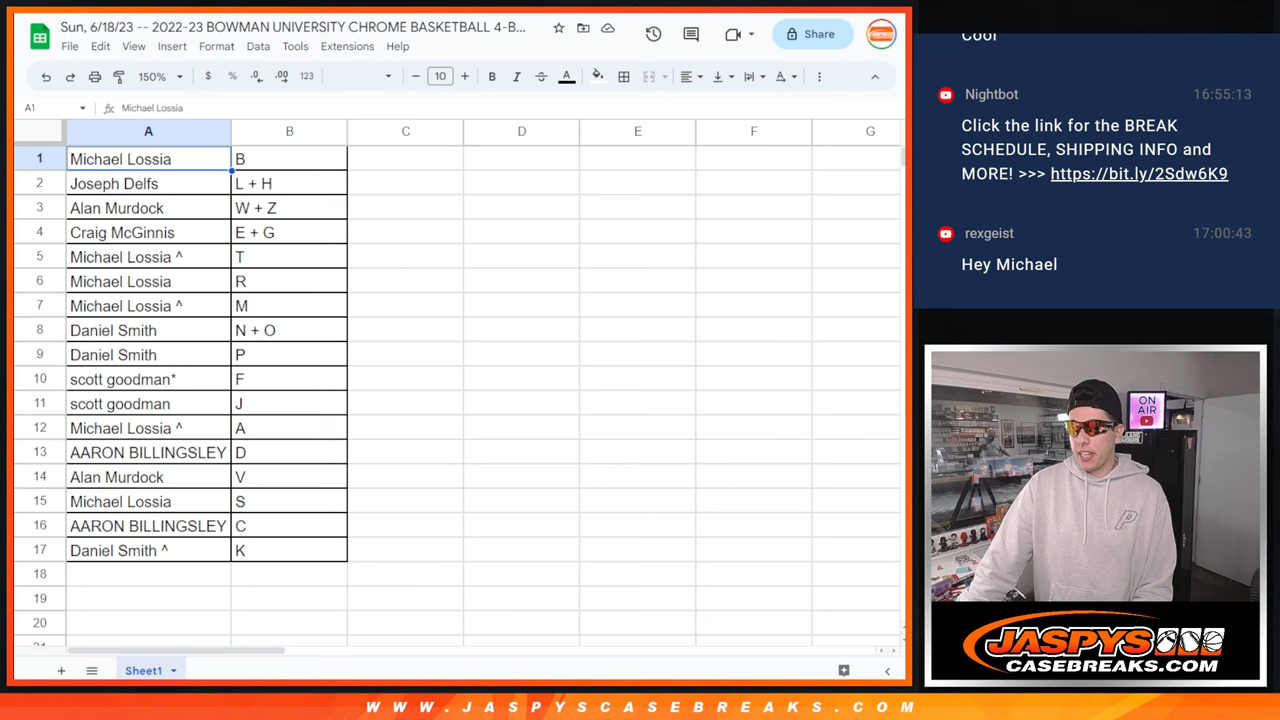 Sun, 6/18/23 -- 2022-23 BOWMAN UNIVERSITY CHROME BASKETBALL 4-B...
File Edit View Insert Format Data Tools Extensions Help
Share
150% $ % .0 .00 123 10 B I A
A1 fx Michael Lossia
A B C D E F G
1 Michael Lossia B
2 Joseph Delfs L + H
3 Alan Murdock W + Z
4 Craig McGinnis E + G
5 Michael Lossia ^ T
6 Michael Lossia R
7 Michael Lossia ^ M
8 Daniel Smith N + O
9 Daniel Smith P
10 scott goodman* F
11 scott goodman J
12 Michael Lossia ^ A
13 AARON BILLINGSLEY D
14 Alan Murdock V
15 Michael Lossia S
16 AARON BILLINGSLEY C
17 Daniel Smith ^ K
18
19
20
Sheet1
Cool
Nightbot 16:55:13
Click the link for the BREAK
SCHEDULE, SHIPPING INFO and
MORE! >>> https://bit.ly/2Sdw6K9
rexgeist 17:00:43
Hey Michael
ON
AIR
P
JASPYS
CASEBREAKS.COM
WWW.JASPYSCASEBREAKS.COM